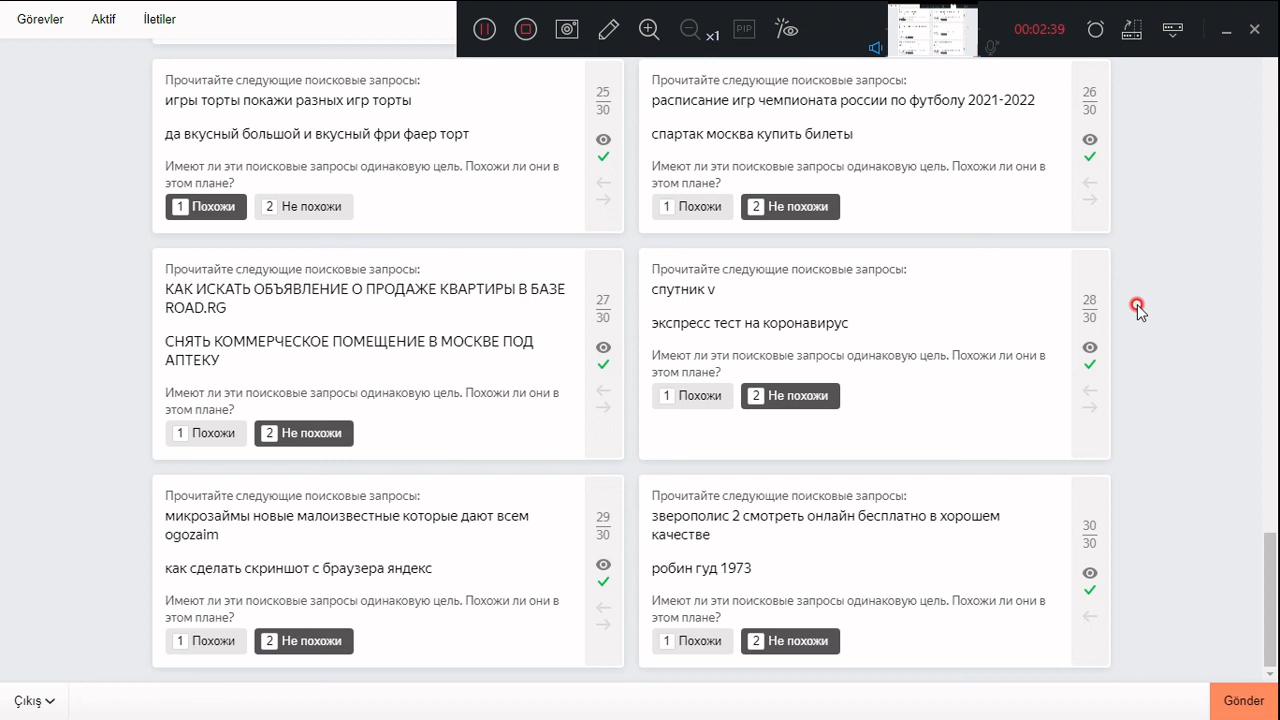 Görevler Aktif İletiler
x1 PIP 00:02:39
Прочитайте следующие поисковые запросы:
игры торты покажи разных игр торты
да вкусный большой и вкусный фри фаер торт
Имеют ли эти поисковые запросы одинаковую цель. Похожи ли они в
этом плане?
1 Похожи 2 Не похожи
25
30
Прочитайте следующие поисковые запросы:
расписание игр чемпионата россии по футболу 2021-2022
спартак москва купить билеты
Имеют ли эти поисковые запросы одинаковую цель. Похожи ли они в
этом плане?
1 Похожи 2 Не похожи
26
30
Прочитайте следующие поисковые запросы:
КАК ИСКАТЬ ОБЪЯВЛЕНИЕ О ПРОДАЖЕ КВАРТИРЫ В БАЗЕ
ROAD.RG
СНЯТЬ КОММЕРЧЕСКОЕ ПОМЕЩЕНИЕ В МОСКВЕ ПОД
АПТЕКУ
Имеют ли эти поисковые запросы одинаковую цель. Похожи ли они в
этом плане?
1 Похожи 2 Не похожи
27
30
Прочитайте следующие поисковые запросы:
спутник v
экспресс тест на коронавирус
Имеют ли эти поисковые запросы одинаковую цель. Похожи ли они в
этом плане?
1 Похожи 2 Не похожи
28
30
Прочитайте следующие поисковые запросы:
микрозаймы новые малоизвестные которые дают всем
ogozaim
как сделать скриншот с браузера яндекс
Имеют ли эти поисковые запросы одинаковую цель. Похожи ли они в
этом плане?
1 Похожи 2 Не похожи
29
30
Прочитайте следующие поисковые запросы:
зверополис 2 смотреть онлайн бесплатно в хорошем
качестве
робин гуд 1973
Имеют ли эти поисковые запросы одинаковую цель. Похожи ли они в
этом плане?
1 Похожи 2 Не похожи
30
30
Çıkış Gönder